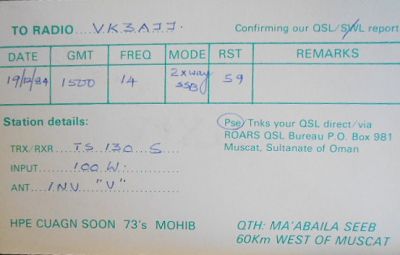 TO RADIO....VK3AJJ. Confirming our QSL/SWL report
DATE GMT FREQ MODE RST REMARKS
19/12/84 1500 14 2xway SSB 59
Station details:
TRX/RXR....TS 130 S
INPUT........100 W.
ANT....INV "V"
Pse/Tnks your QSL direct/via
ROARS QSL Bureau P.O. Box 981
Muscat, Sultanate of Oman
HPE CUAGN SOON 73's MOHIB
QTH: MA'ABAILA SEEB
60Km WEST OF MUSCAT